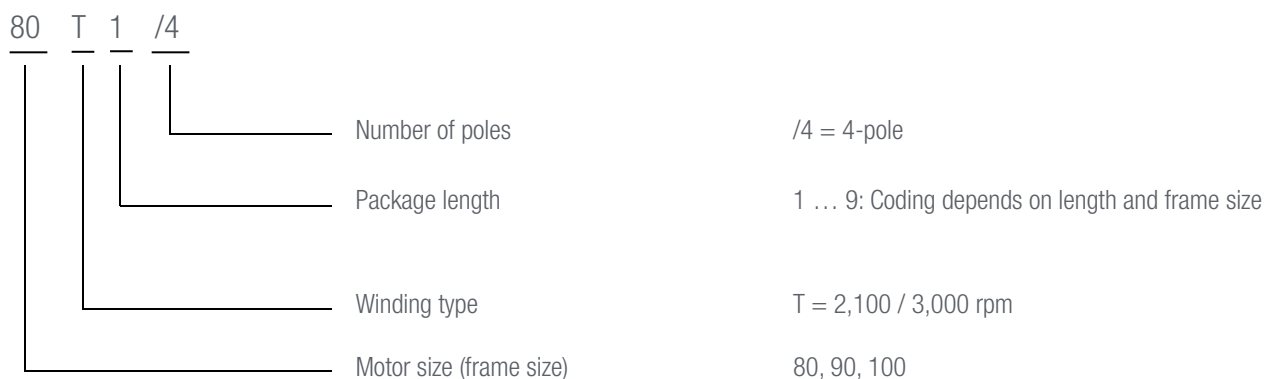 80 T 1 /4
Number of poles /4 = 4-pole
Package length 1 … 9: Coding depends on length and frame size
Winding type T = 2,100 / 3,000 rpm
Motor size (frame size) 80, 90, 100